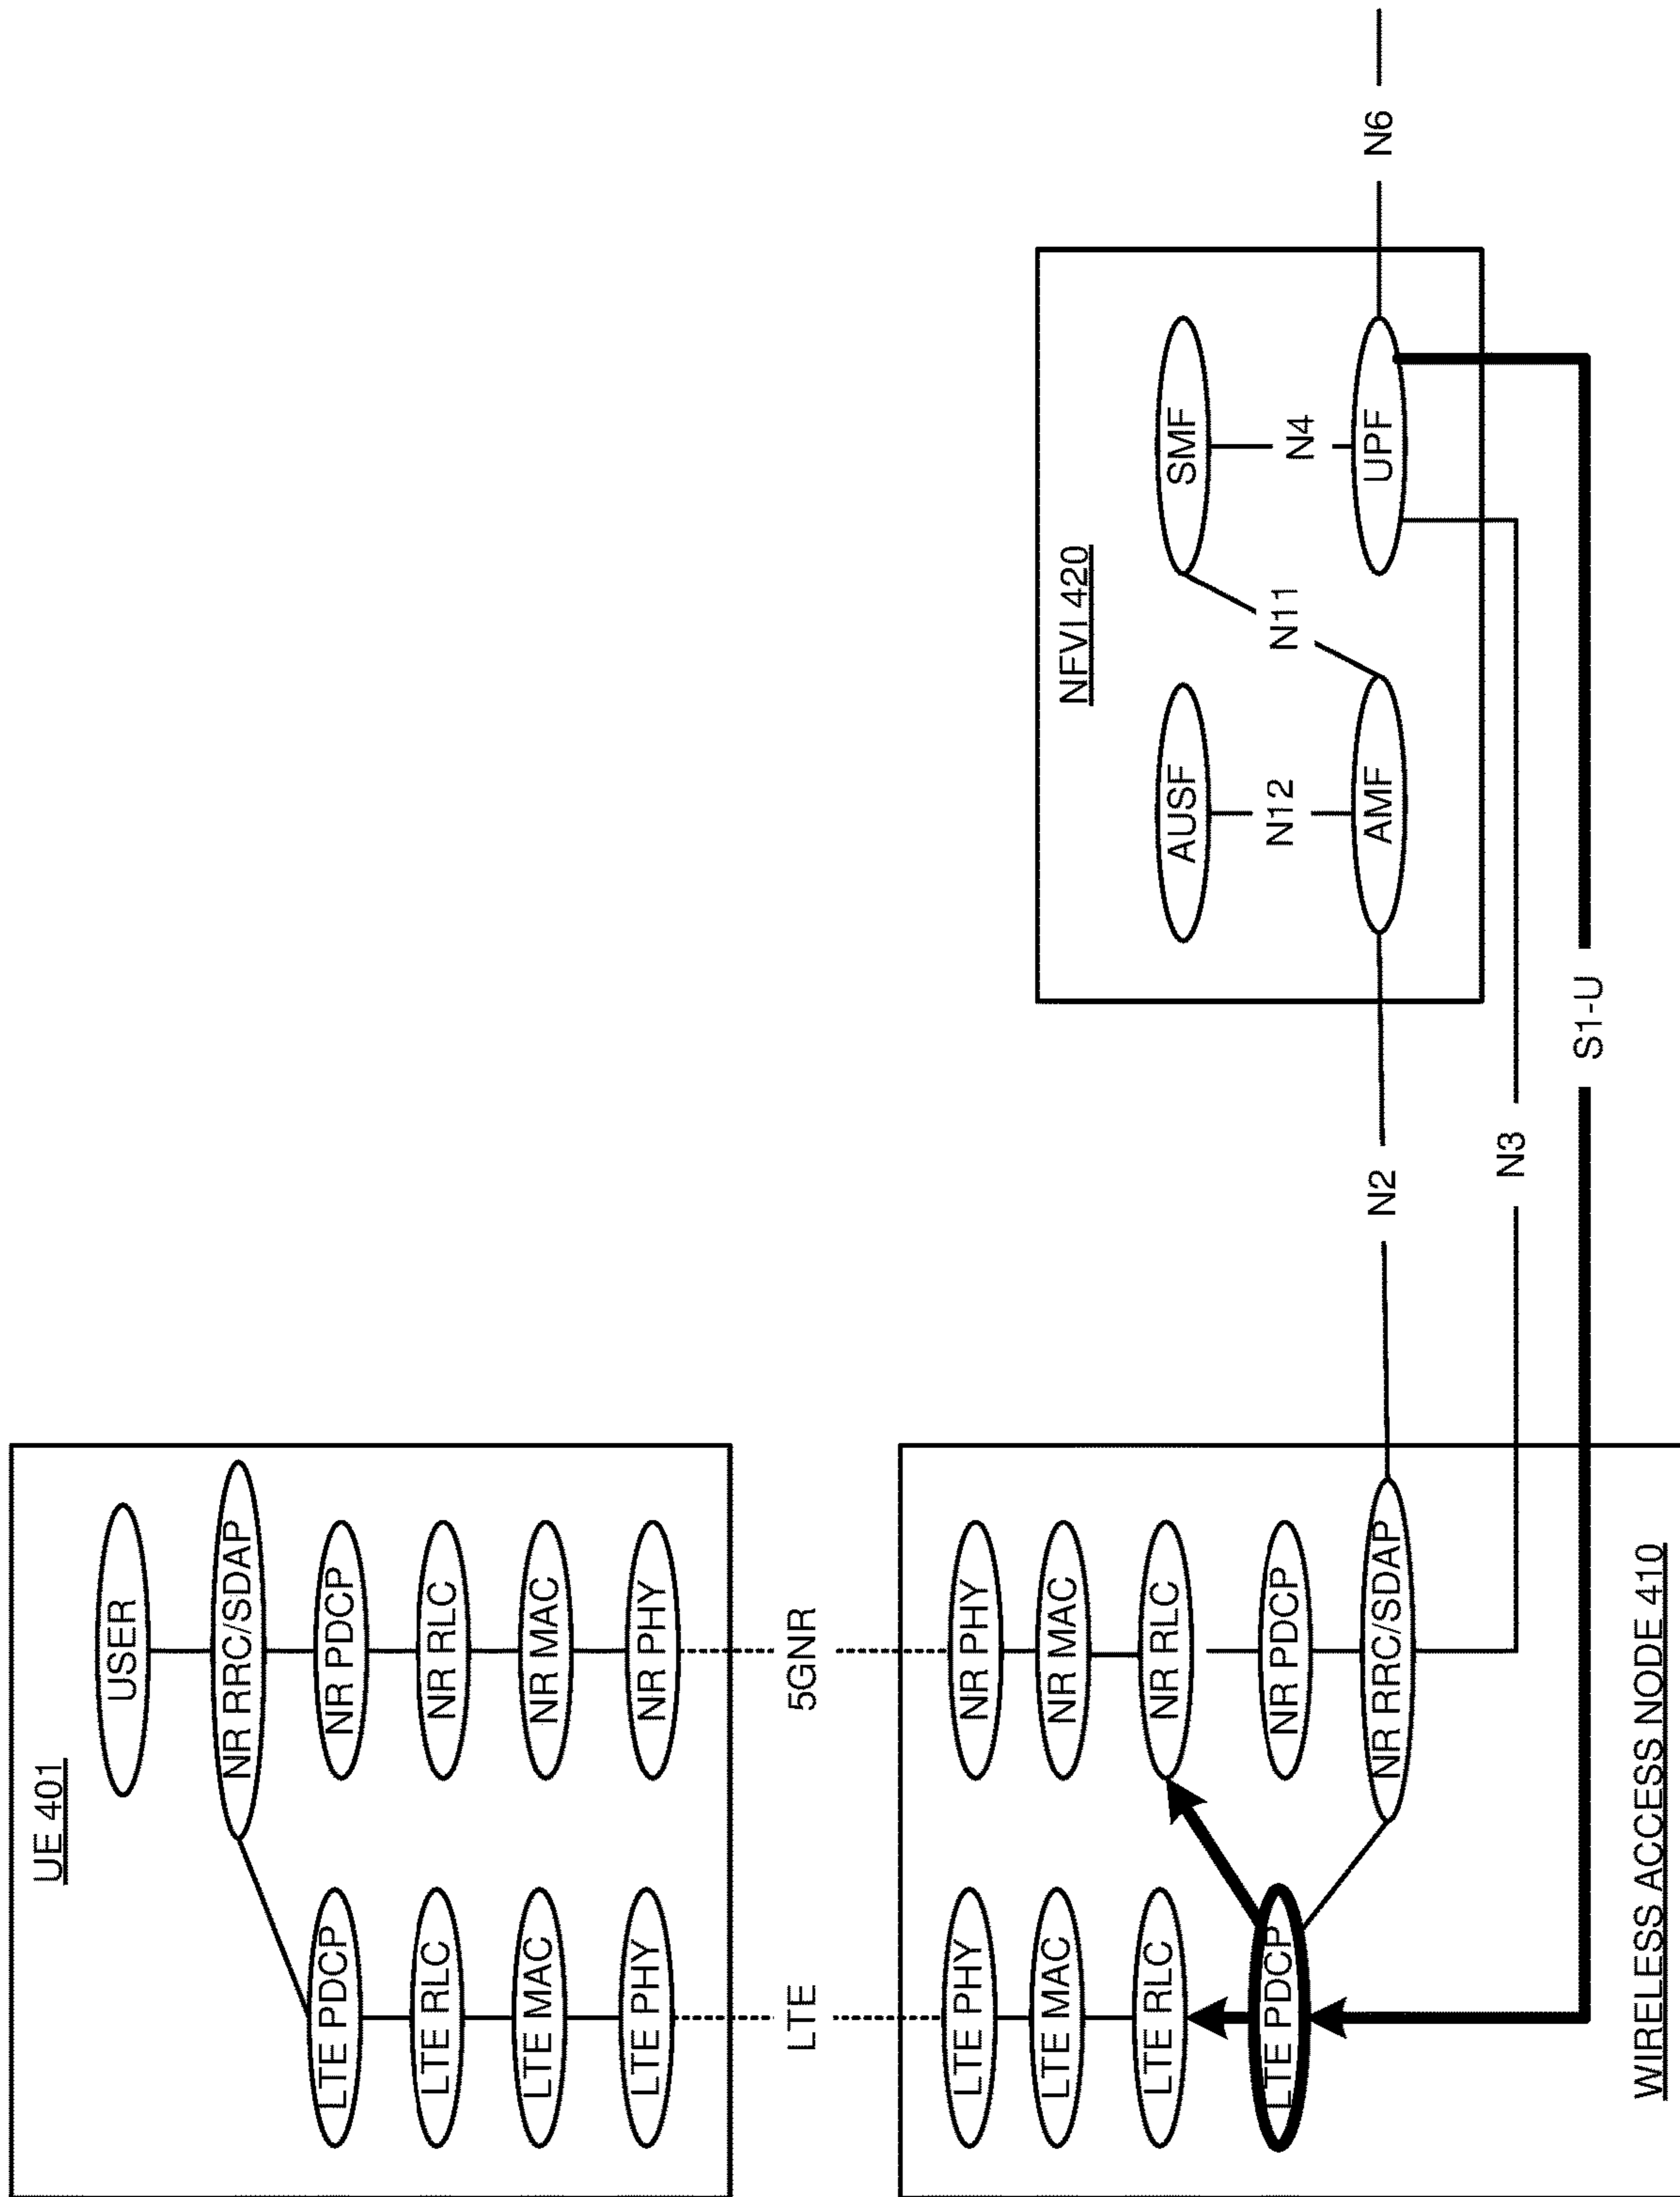 UE 401
USER
NR RRC/SDAP
LTE PDCP
NR PDCP
LTE RLC
NR RLC
LTE MAC
NR MAC
LTE PHY
NR PHY
LTE
5GNR
LTE PHY
NR PHY
LTE MAC
NR MAC
LTE RLC
NR RLC
LTE PDCP
NR PDCP
NR RRC/SDAP
WIRELESS ACCESS NODE 410
N2
N3
S1-U
NFVI 420
AUSF
SMF
N12
N11
N4
AMF
UPF
N6